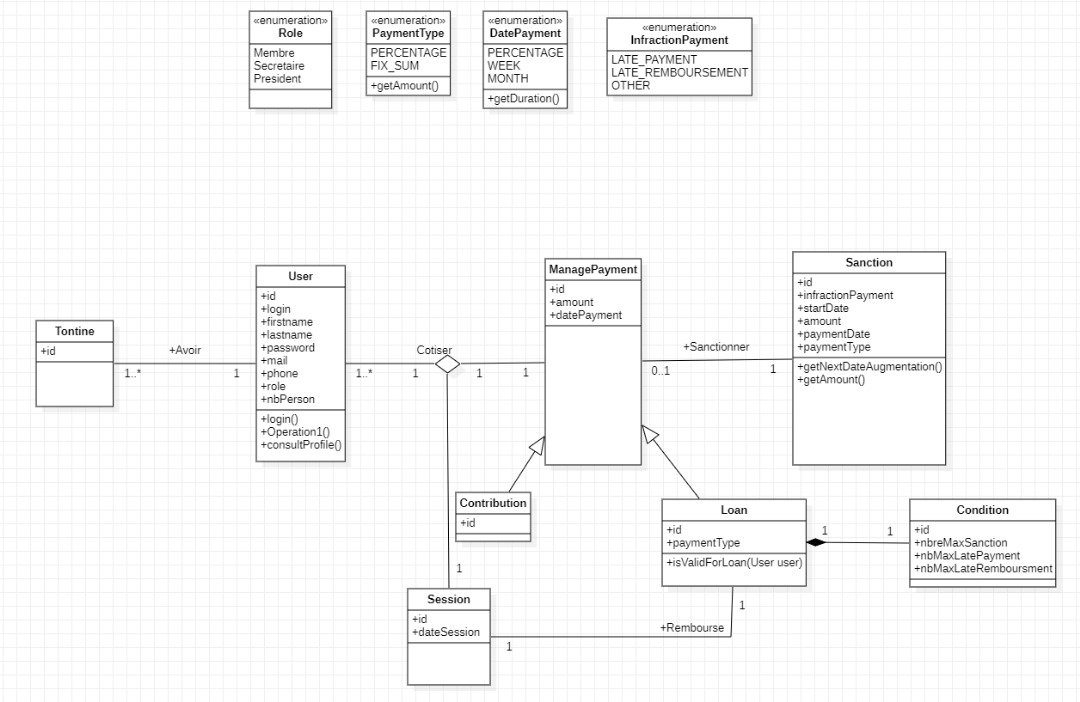 «enumeration»
Role
Membre
Secretaire
President
«enumeration»
PaymentType
PERCENTAGE
FIX_SUM
+getAmount()
«enumeration»
DatePayment
PERCENTAGE
WEEK
MONTH
+getDuration()
«enumeration»
InfractionPayment
LATE_PAYMENT
LATE_REMBOURSEMENT
OTHER
Tontine
+id
+Avoir
1..*
1
User
+id
+login
+firstname
+lastname
+password
+mail
+phone
+role
+nbPerson
+login()
+Operation1()
+consultProfile()
Cotiser
1..*
1
1
1
ManagePayment
+id
+amount
+datePayment
+Sanctionner
0..1
1
Sanction
+id
+infractionPayment
+startDate
+amount
+paymentDate
+paymentType
+getNextDateAugmentation()
+getAmount()
Contribution
+id
Loan
+id
+paymentType
+isValidForLoan(User user)
1
1
Condition
+id
+nbreMaxSanction
+nbMaxLatePayment
+nbMaxLateRemboursment
1
Session
+id
+dateSession
1
+Rembourse
1